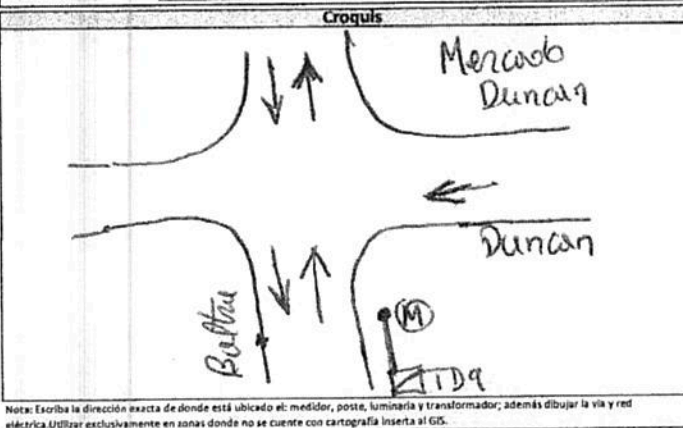 Croquis
Mercado
Duncan
Duncan
Baltra
M
TD9
Nota: Escriba la dirección exacta de donde está ubicado el: medidor, poste, luminaria y transformador; además dibujar la vía y red
eléctrica Utilizar exclusivamente en zonas donde no se cuente con cartografía inserta al GIS.